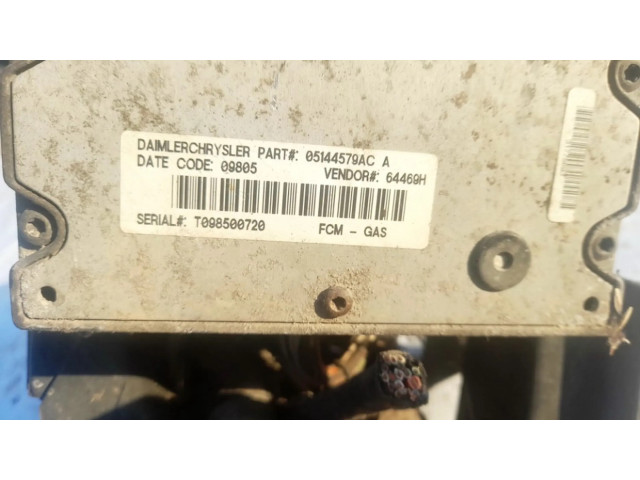 DAIMLERCHRYSLER PART#: 05144579AC A
DATE CODE: 09805 VENDOR#: 64469H
SERIAL#: T098500720 FCM - GAS